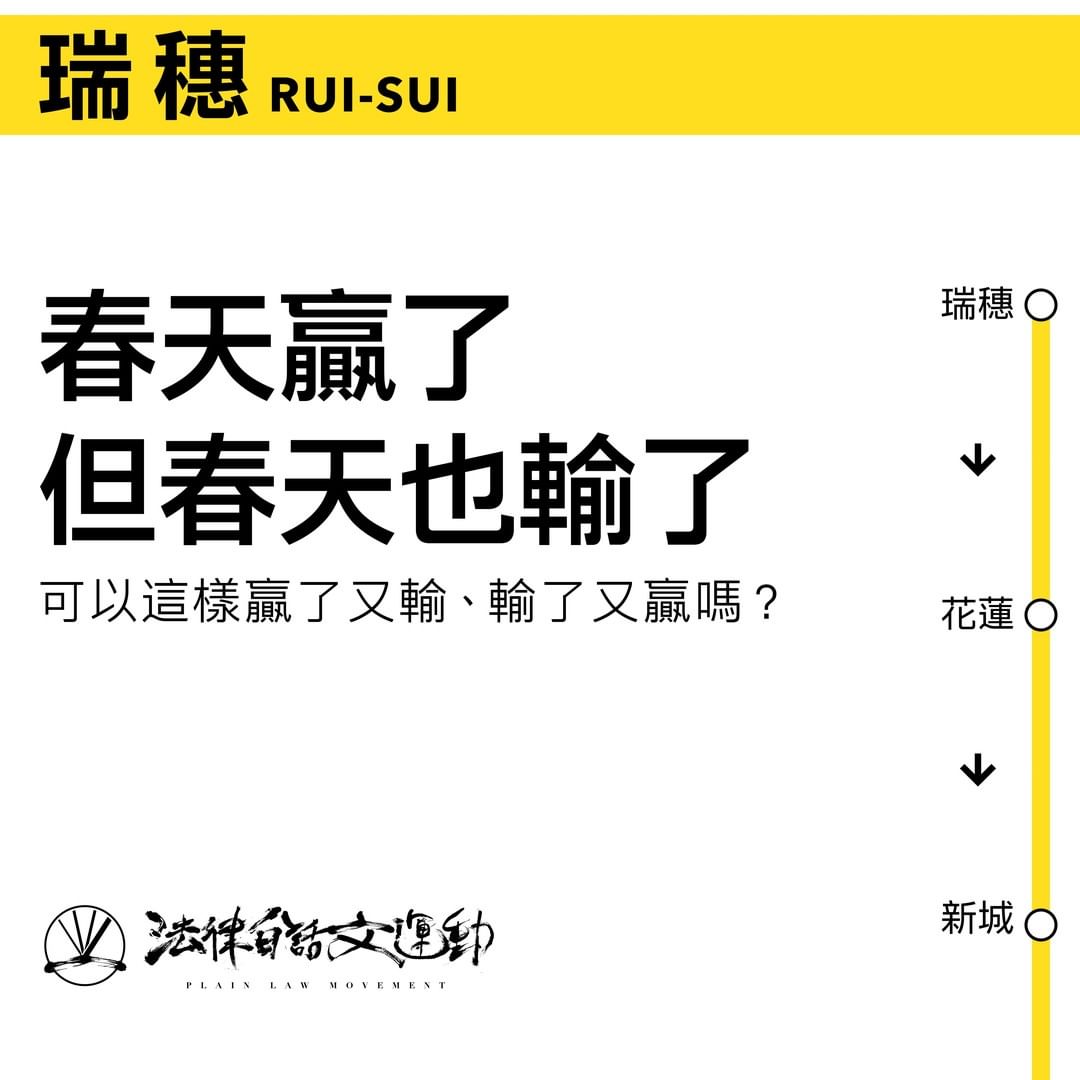 瑞穗 RUI-SUI
春天贏了
但春天也輸了
可以這樣贏了又輸、輸了又贏嗎？
瑞穗
↓
花蓮
↓
新城
法律白話文運動
PLAIN LAW MOVEMENT